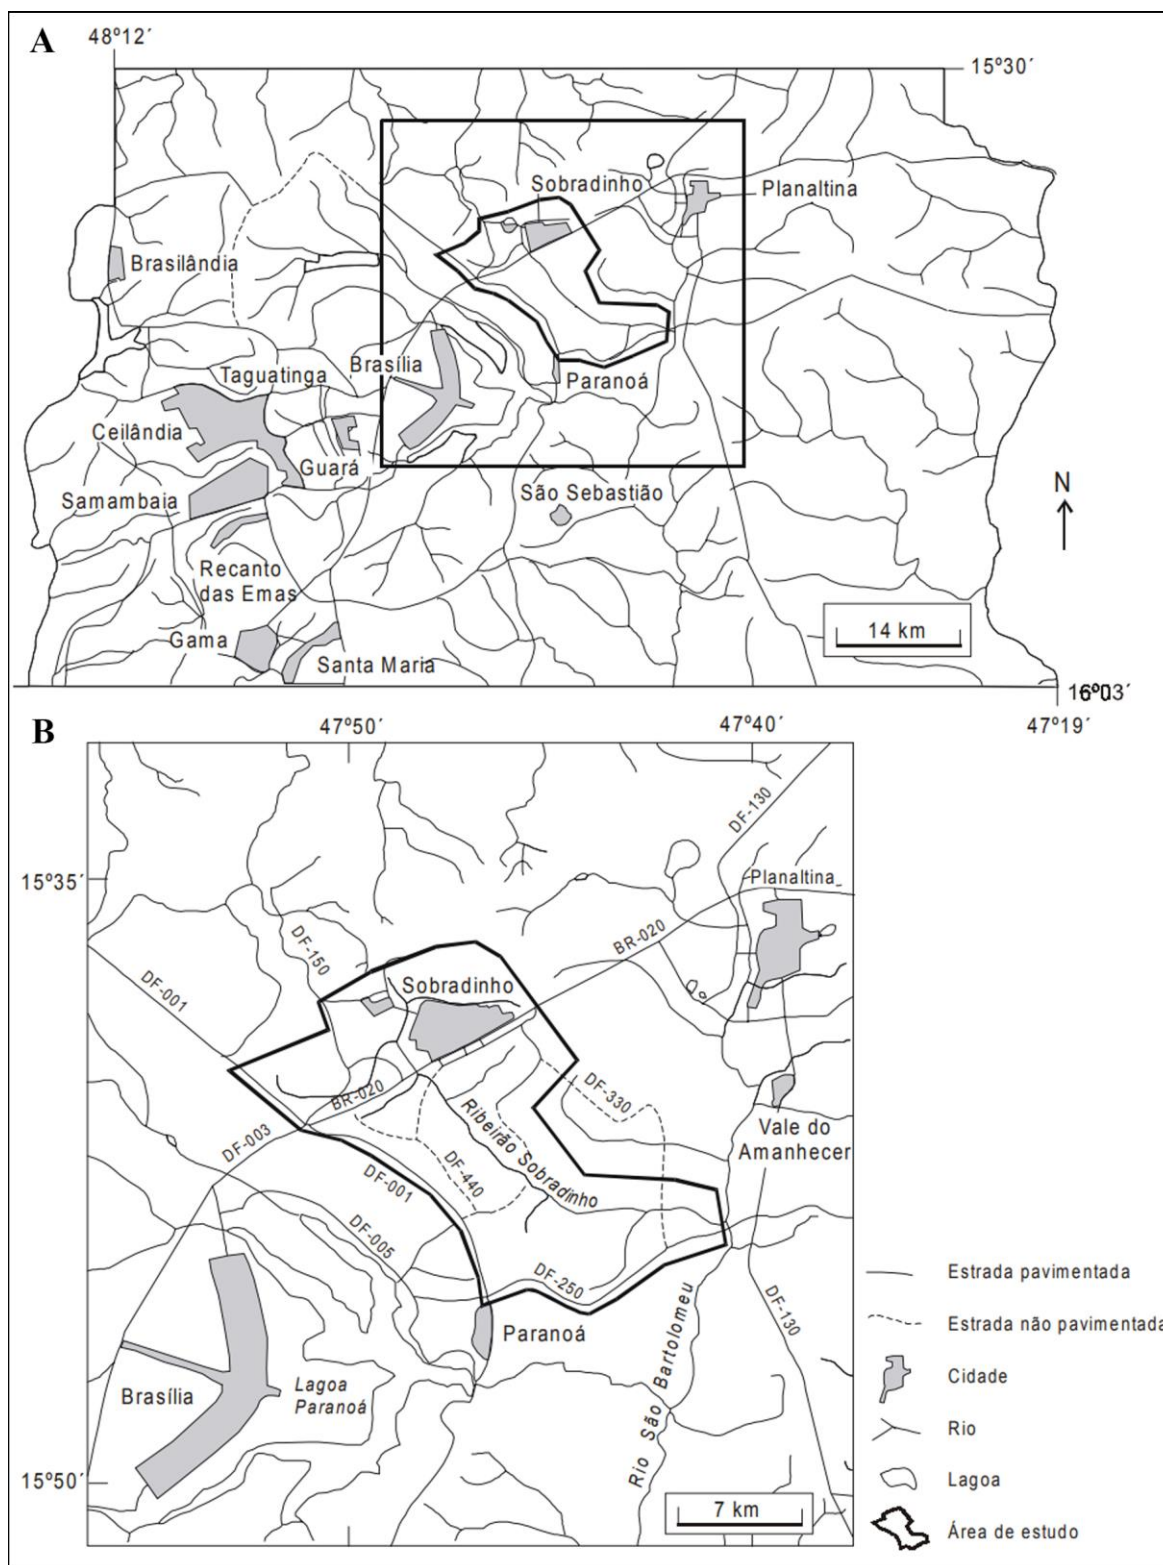 A
48º12´
15º30´
Sobradinho
Planaltina
Brasilândia
Brasília
Taguatinga
Paranoá
Ceilândia
Guará
São Sebastião
Samambaia
N
Recanto
das Emas
14 km
Gama
Santa Maria
16º03´
B
47º50´
47º40´
47º19´
DF-130
15º35´
Planaltina
BR-020
DF-150
DF-001
Sobradinho
DF-330
BR-020
Ribeirão Sobradinho
Vale do
Amanhecer
DF-003
DF-440
DF-001
DF-005
DF-250
Estrada pavimentada
DF-130
Paranoá
Estrada não pavimentada
Rio São Bartolomeu
Brasília
Lagoa
Paranoá
Cidade
Rio
15º50´
Lagoa
7 km
Área de estudo